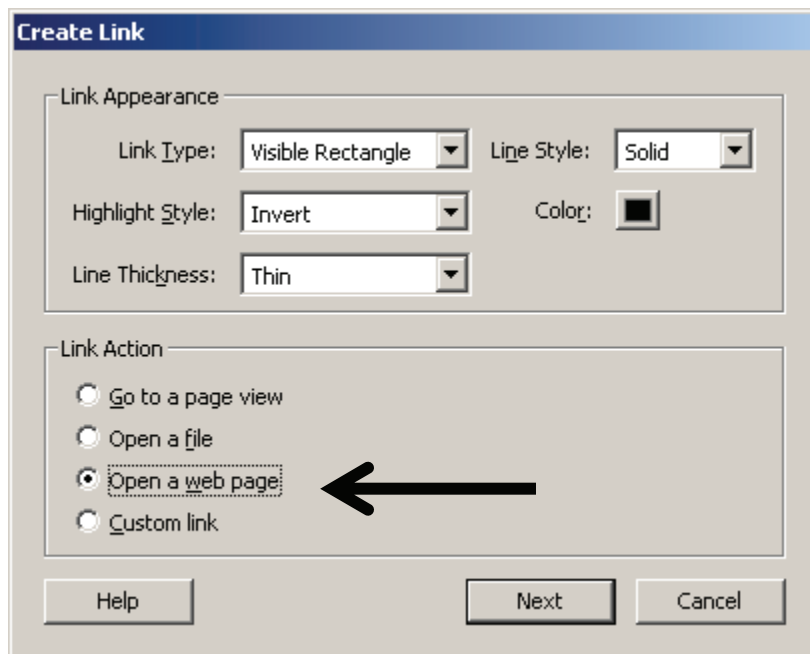 Create Link
Link Appearance
Link Type: Visible Rectangle Line Style: Solid
Highlight Style: Invert Color:
Line Thickness: Thin
Link Action
Go to a page view
Open a file
Open a web page
Custom link
Help Next Cancel